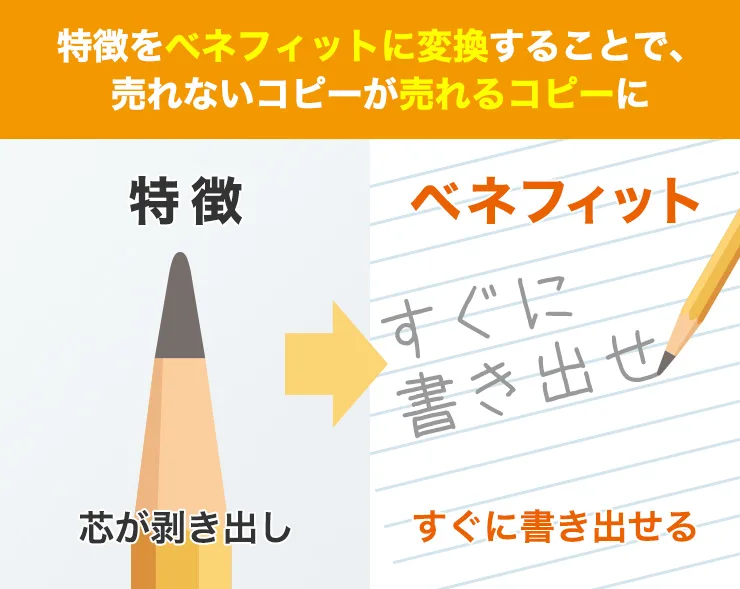 特徴をベネフィットに変換することで、
売れないコピーが売れるコピーに
特徴
ベネフィット
すぐに
書き出せ
芯が剥き出し
すぐに書き出せる